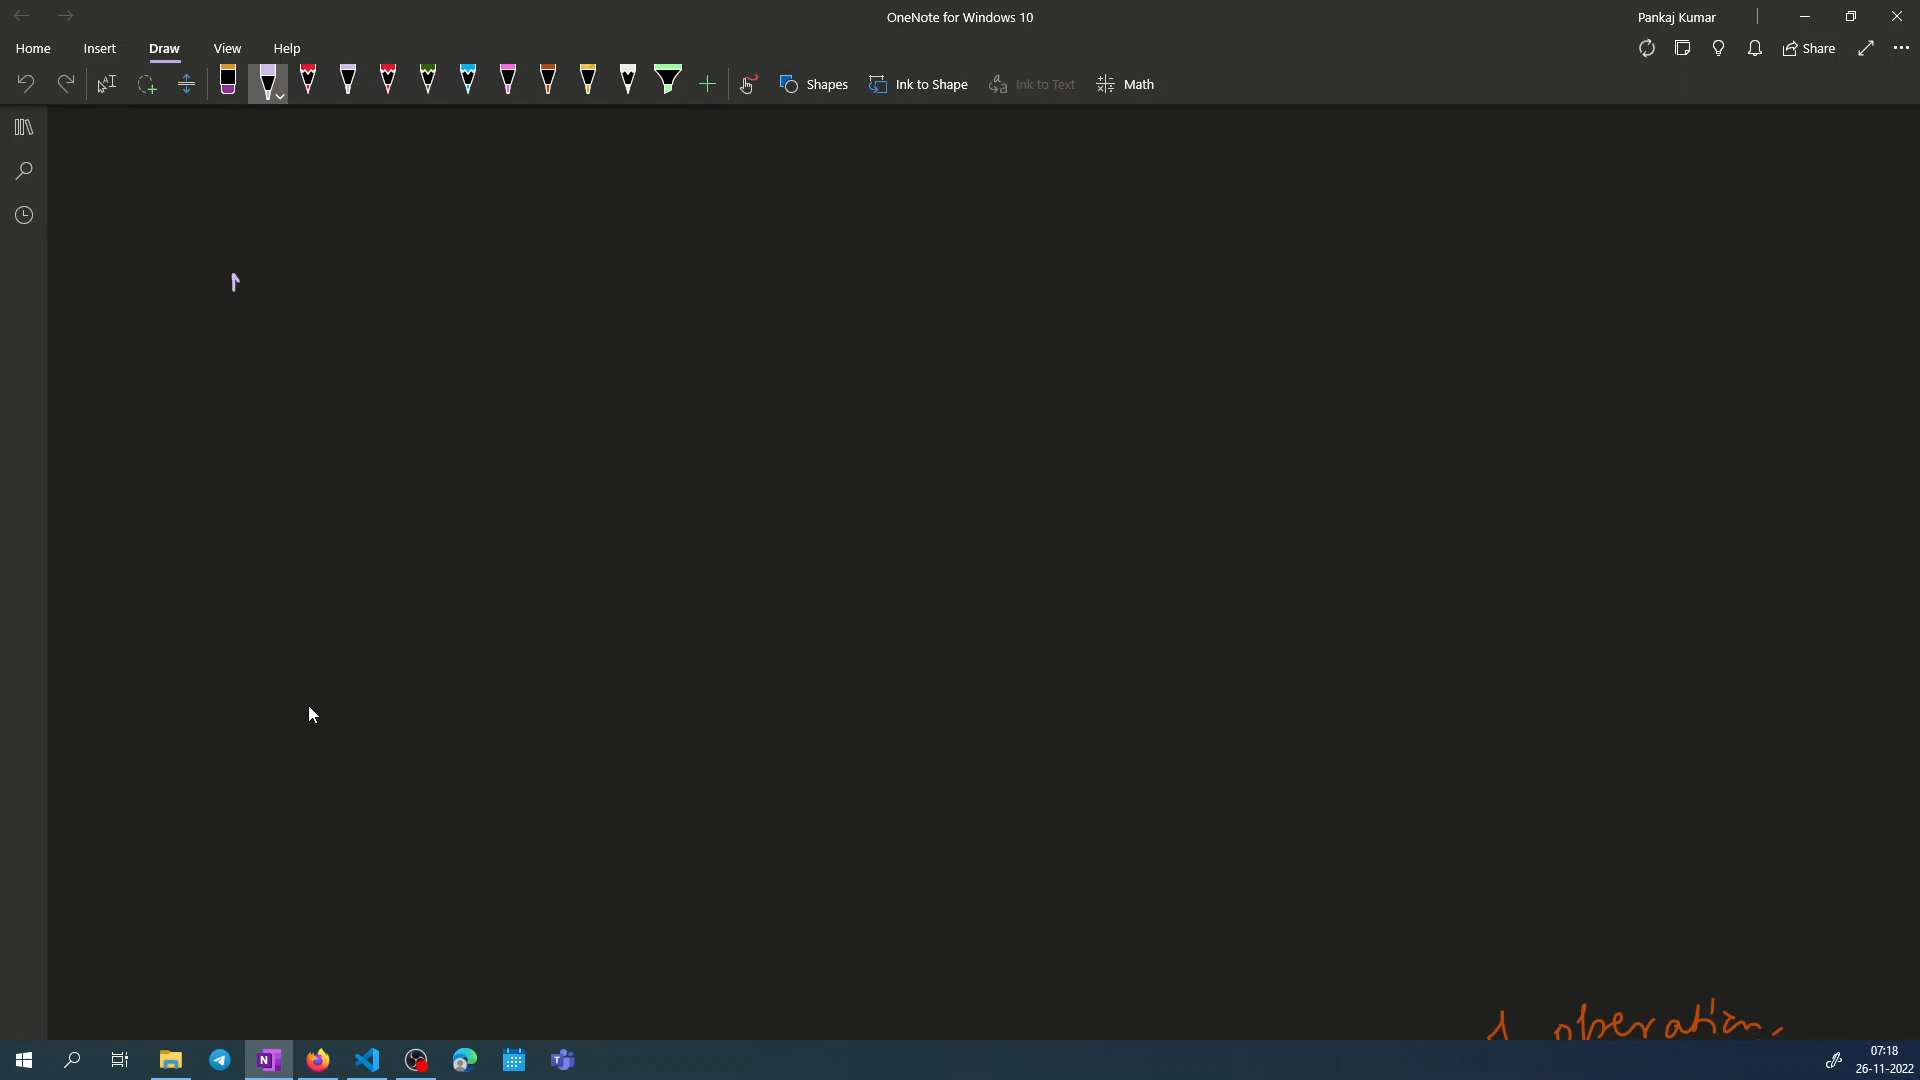 OneNote for Windows 10
Pankaj Kumar
Home Insert Draw View Help
Share
Shapes Ink to Shape Ink to Text Math
operation
07:18
26-11-2022